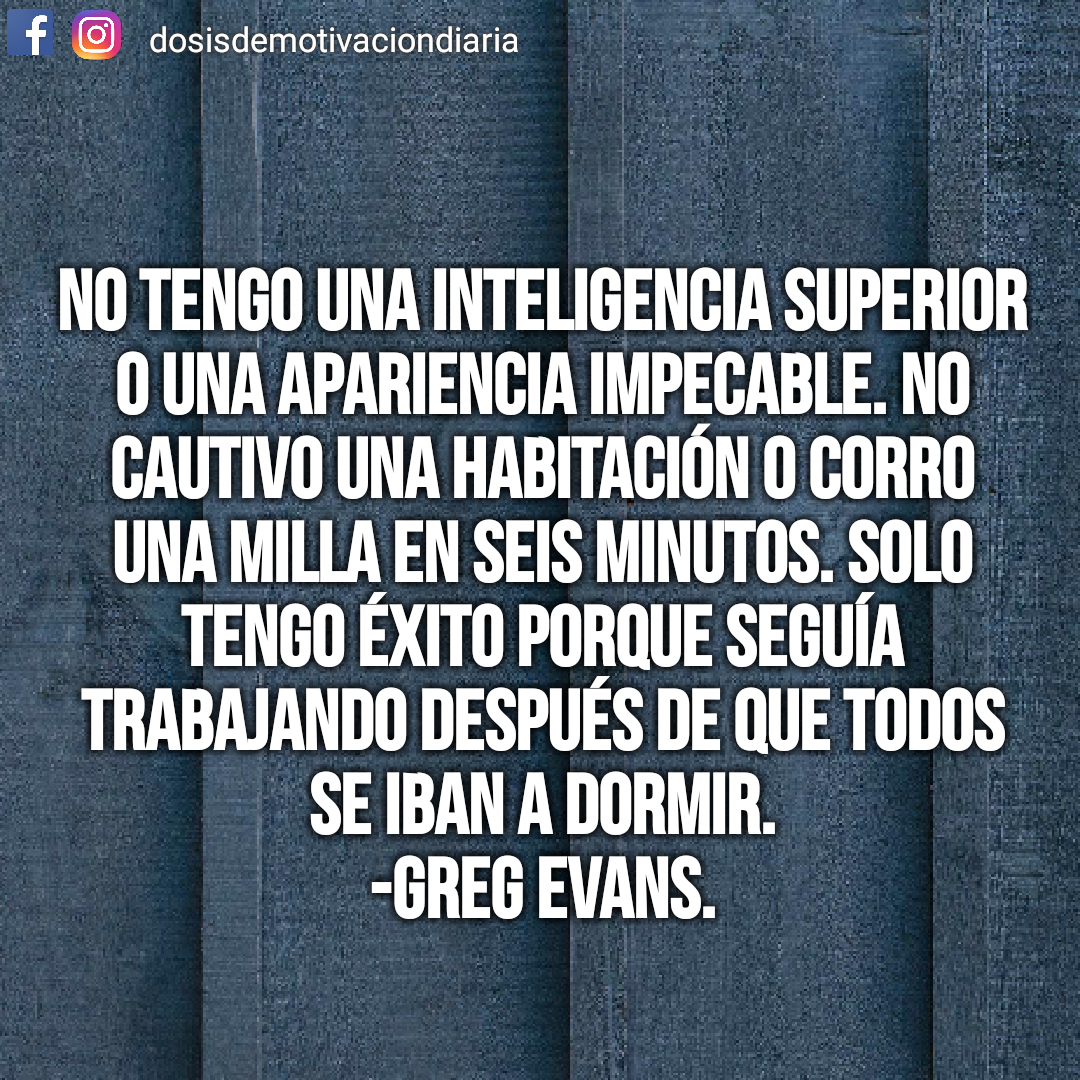 dosisdemotivaciondiaria
NO TENGO UNA INTELIGENCIA SUPERIOR
O UNA APARIENCIA IMPECABLE. NO
CAUTIVO UNA HABITACIÓN O CORRO
UNA MILLA EN SEIS MINUTOS. SOLO
TENGO ÉXITO PORQUE SEGUÍA
TRABAJANDO DESPUÉS DE QUE TODOS
SE IBAN A DORMIR.
-GREG EVANS.